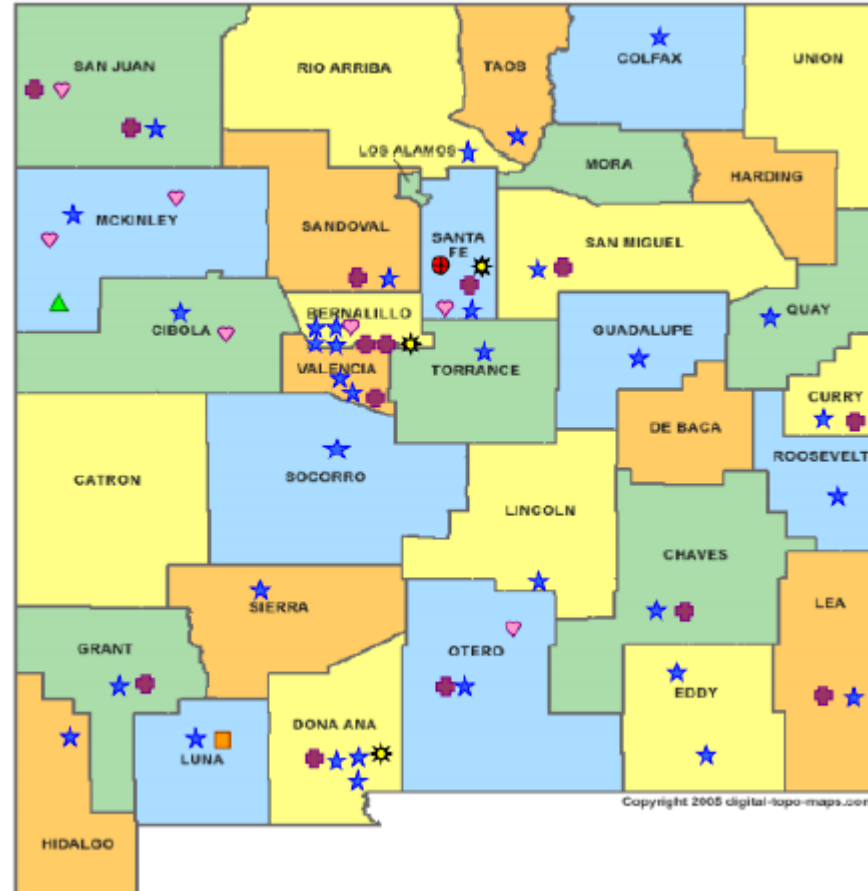 SAN JUAN
RIO ARRIBA
TAOS
COLFAX
UNION
LOS ALAMOS
MORA
HARDING
MCKINLEY
SANDOVAL
SANTA
FE
SAN MIGUEL
BERNALILLO
CIBOLA
QUAY
GUADALUPE
VALENCIA
TORRANCE
CURRY
DE BACA
ROOSEVELT
CATRON
SOCORRO
LINCOLN
CHAVES
SIERRA
LEA
GRANT
OTERO
EDDY
DONA ANA
LUNA
Copyright 2005 digital-topo-maps.com
HIDALGO